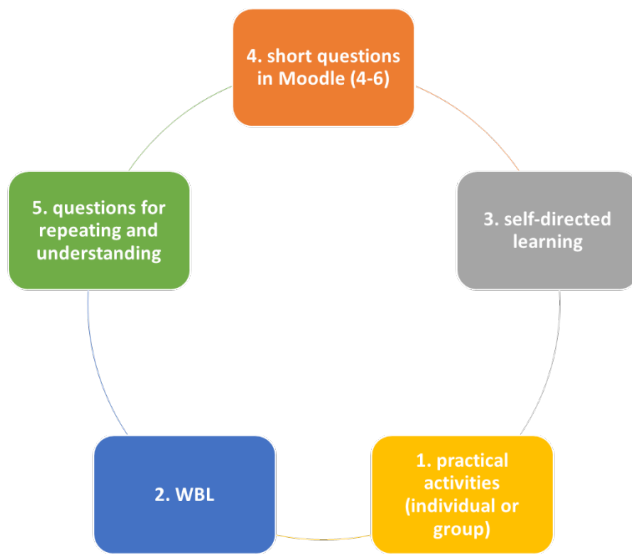 4. short questions
in Moodle (4-6)
5. questions for
repeating and
understanding
3. self-directed
learning
2. WBL
1. practical
activities
(individual or
group)